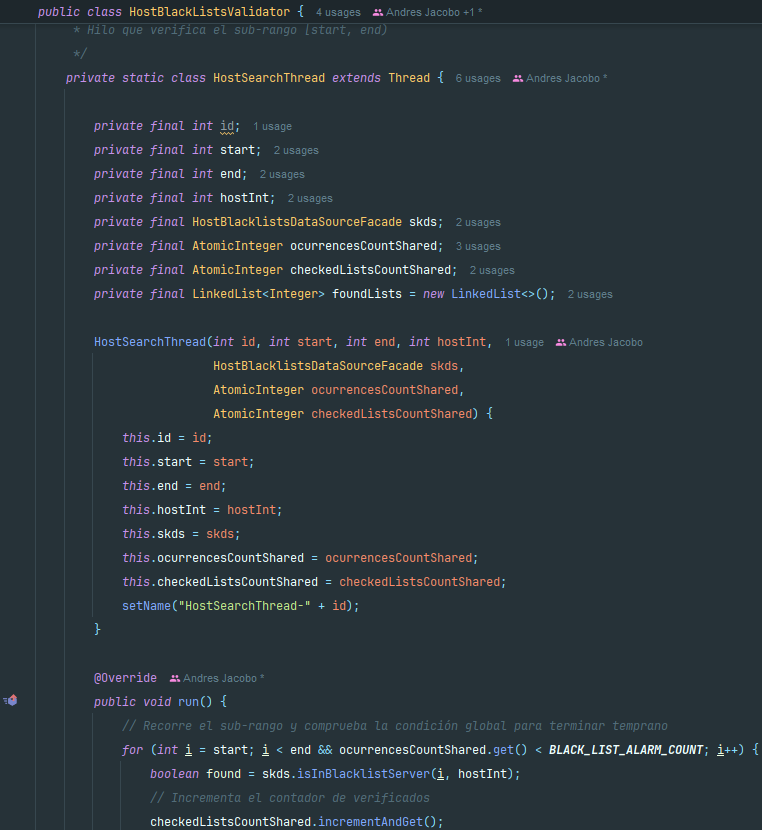 public class HostBlackListsValidator { 4 usages Andres Jacobo +1 *
* Hilo que verifica el sub-rango [start, end)
*/
private static class HostSearchThread extends Thread { 6 usages Andres Jacobo *
private final int id; 1 usage
private final int start; 2 usages
private final int end; 2 usages
private final int hostInt; 2 usages
private final HostBlacklistsDataSourceFacade skds; 2 usages
private final AtomicInteger ocurrencesCountShared; 3 usages
private final AtomicInteger checkedListsCountShared; 2 usages
private final LinkedList<Integer> foundLists = new LinkedList<>(); 2 usages
HostSearchThread(int id, int start, int end, int hostInt, 1 usage Andres Jacobo
HostBlacklistsDataSourceFacade skds,
AtomicInteger ocurrencesCountShared,
AtomicInteger checkedListsCountShared) {
this.id = id;
this.start = start;
this.end = end;
this.hostInt = hostInt;
this.skds = skds;
this.ocurrencesCountShared = ocurrencesCountShared;
this.checkedListsCountShared = checkedListsCountShared;
setName("HostSearchThread-" + id);
}
@Override Andres Jacobo *
public void run() {
// Recorre el sub-rango y comprueba la condición global para terminar temprano
for (int i = start; i < end && ocurrencesCountShared.get() < BLACK_LIST_ALARM_COUNT; i++) {
boolean found = skds.isInBlacklistServer(i, hostInt);
// Incrementa el contador de verificados
checkedListsCountShared.incrementAndGet();